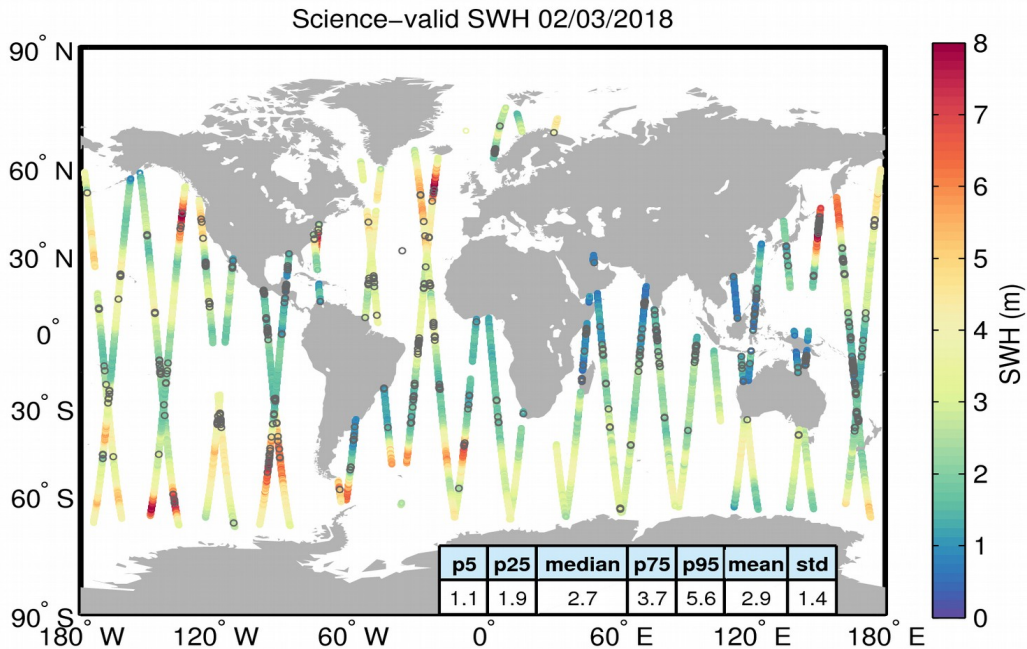 Science−valid SWH 02/03/2018
90° N
60° N
30° N
0°
30° S
60° S
90° S
180° W
120° W
60° W
0°
60° E
120° E
180° E
p5 p25 median p75 p95 mean std
1.1 1.9 2.7 3.7 5.6 2.9 1.4
8
7
6
5
4
3
2
1
0
SWH (m)